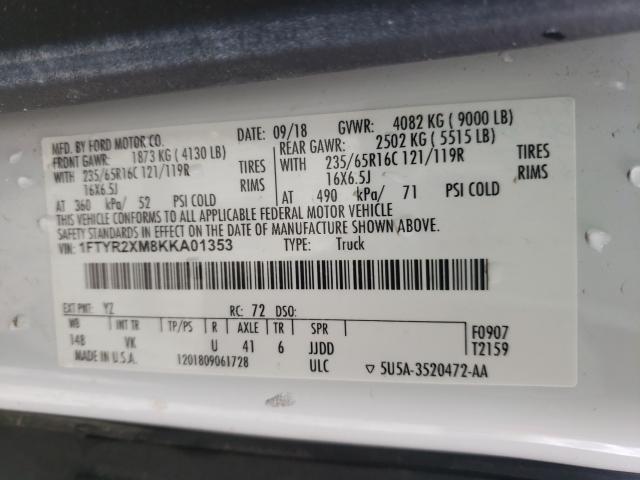 MFD. BY FORD MOTOR CO.
DATE: 09/18 GVWR: 4082 KG ( 9000 LB)
FRONT GAWR: 1873 KG ( 4130 LB)
REAR GAWR: 2502 KG ( 5515 LB)
WITH 235/65R16C 121/119R TIRES
WITH 235/65R16C 121/119R TIRES
16X6.5J RIMS
16X6.5J RIMS
AT 360 kPa/ 52 PSI COLD
AT 490 kPa/ 71 PSI COLD
THIS VEHICLE CONFORMS TO ALL APPLICABLE FEDERAL MOTOR VEHICLE
SAFETY STANDARDS IN EFFECT ON THE DATE OF MANUFACTURE SHOWN ABOVE.
VIN: 1FTYR2XM8KKA01353 TYPE: Truck
EXT PNT: YZ RC: 72 DSO:
WB INT TR TP/PS R AXLE TR SPR
148 VK U 41 6 JJDD
F0907
T2159
MADE IN U.S.A. 1201809061728 ULC
▽ 5U5A-3520472-AA